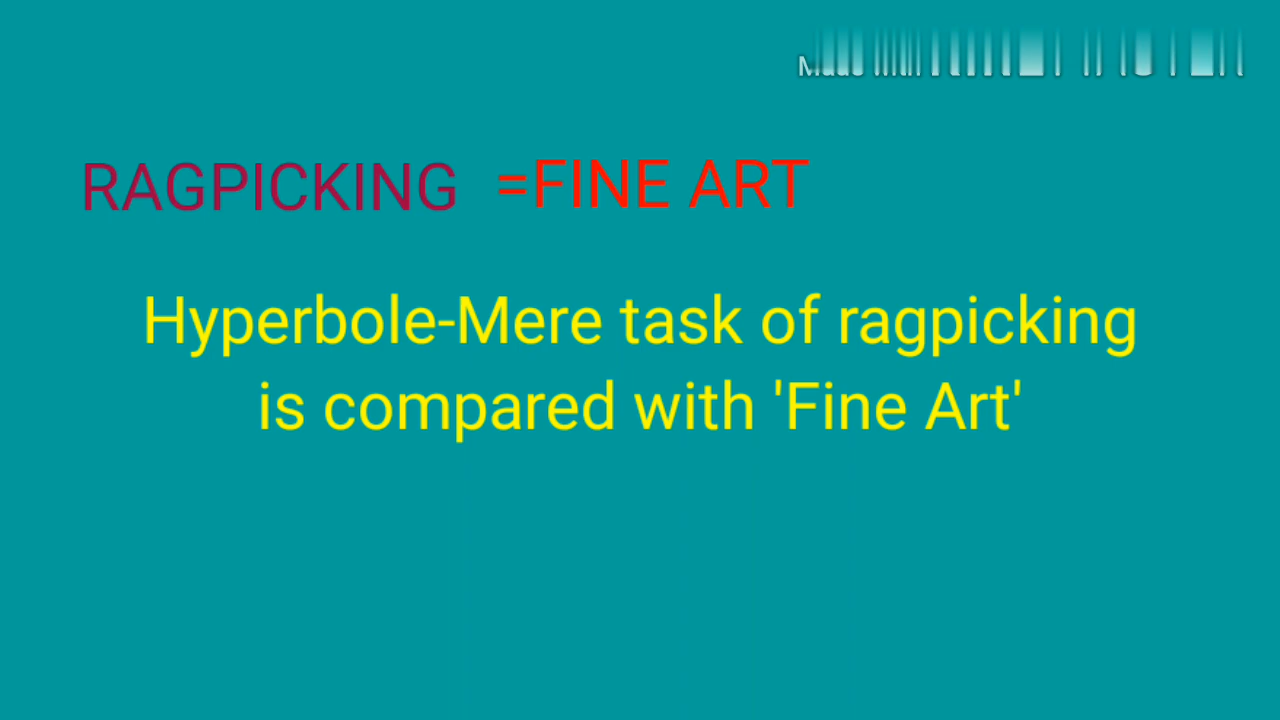 RAGPICKING =FINE ART
Hyperbole-Mere task of ragpicking
is compared with 'Fine Art'